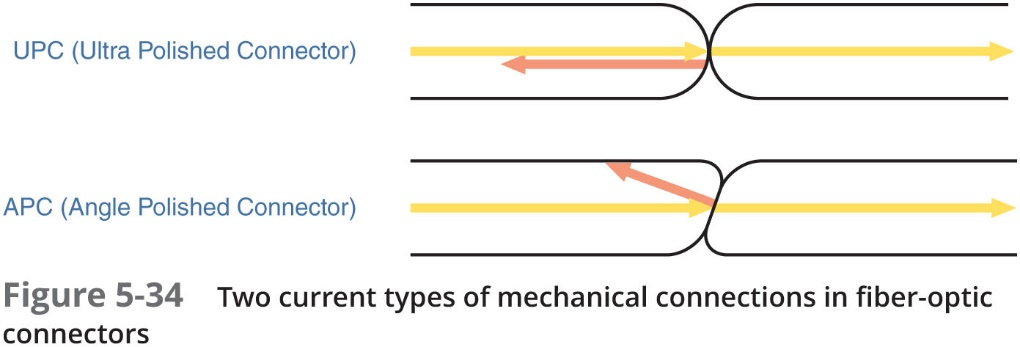 UPC (Ultra Polished Connector)
APC (Angle Polished Connector)
Figure 5-34 Two current types of mechanical connections in fiber-optic
connectors